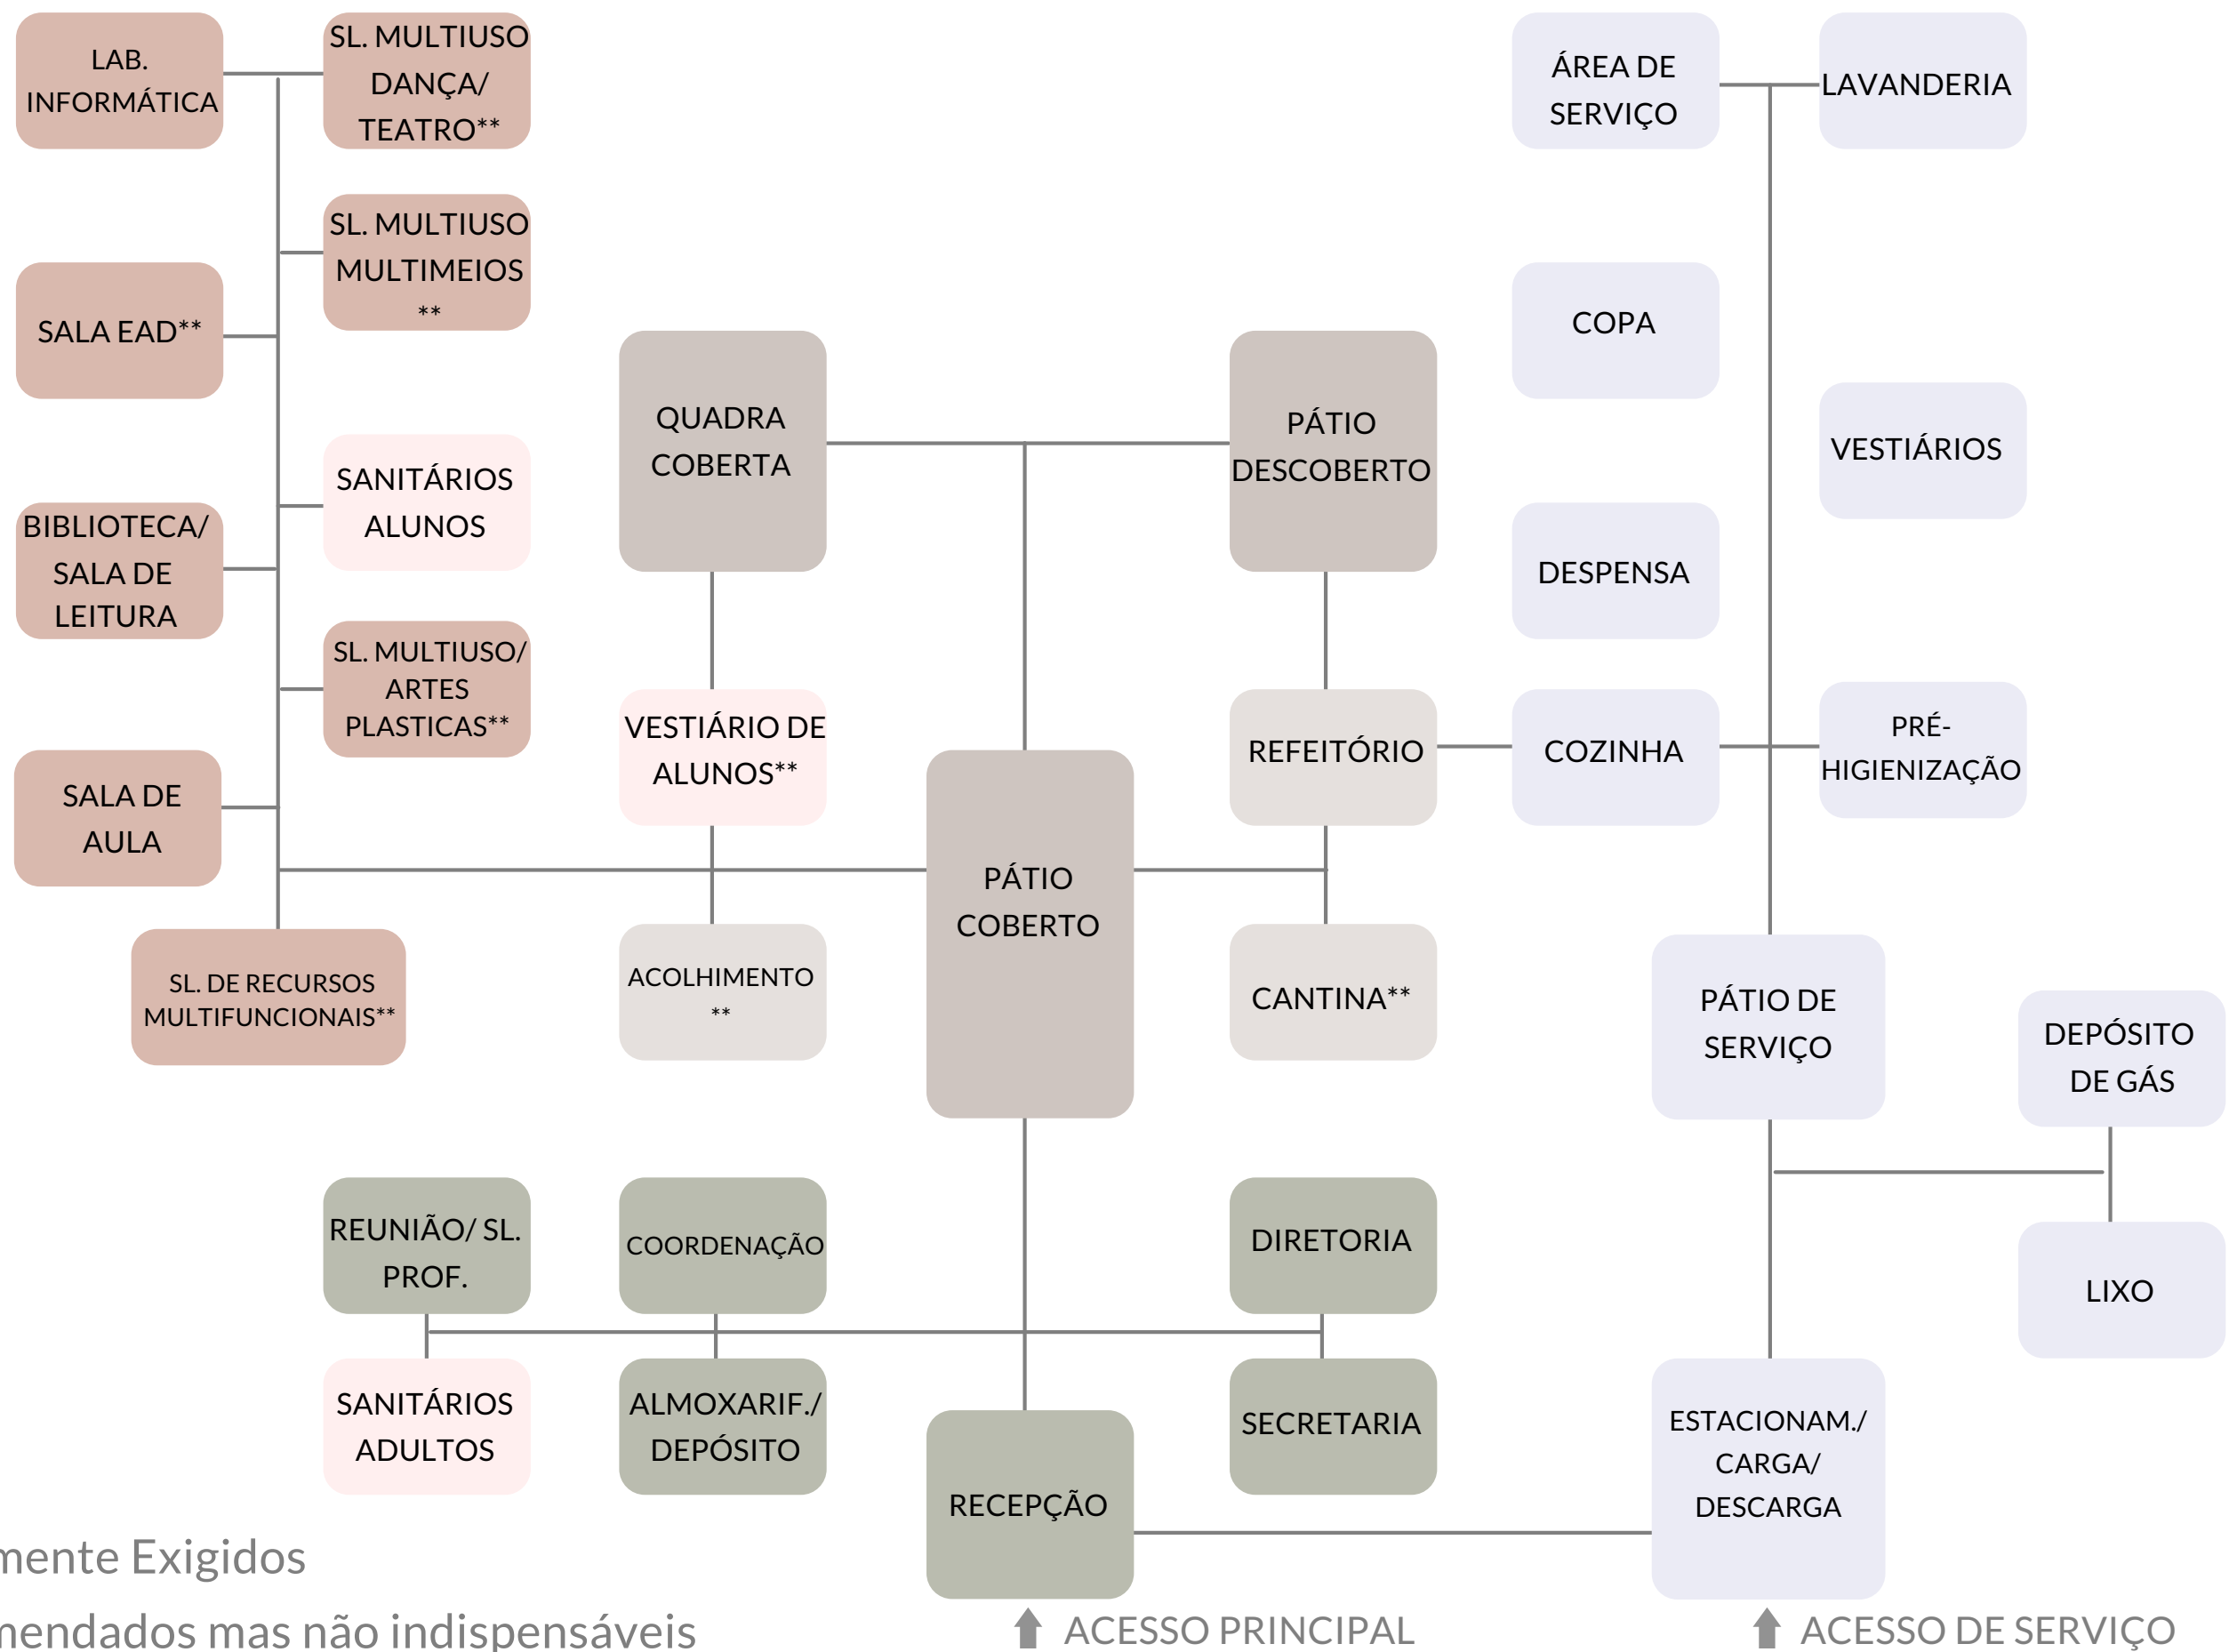 LAB.
INFORMÁTICA
SL. MULTIUSO
DANÇA/
TEATRO**
ÁREA DE
SERVIÇO
LAVANDERIA
SL. MULTIUSO
MULTIMEIOS
**
SALA EAD**
COPA
QUADRA
COBERTA
PÁTIO
DESCOBERTO
VESTIÁRIOS
SANITÁRIOS
ALUNOS
BIBLIOTECA/
SALA DE
LEITURA
DESPENSA
SL. MULTIUSO/
ARTES
PLASTICAS**
VESTIÁRIO DE
ALUNOS**
REFEITÓRIO
COZINHA
PRÉ-
HIGIENIZAÇÃO
SALA DE
AULA
PÁTIO
COBERTO
SL. DE RECURSOS
MULTIFUNCIONAIS**
ACOLHIMENTO
**
CANTINA**
PÁTIO DE
SERVIÇO
DEPÓSITO
DE GÁS
REUNIÃO/ SL.
PROF.
COORDENAÇÃO
DIRETORIA
LIXO
SANITÁRIOS
ADULTOS
ALMOXARIF./
DEPÓSITO
SECRETARIA
RECEPÇÃO
ESTACIONAM./
CARGA/
DESCARGA
mente Exigidos
mendados mas não indispensáveis
ACESSO PRINCIPAL
ACESSO DE SERVIÇO